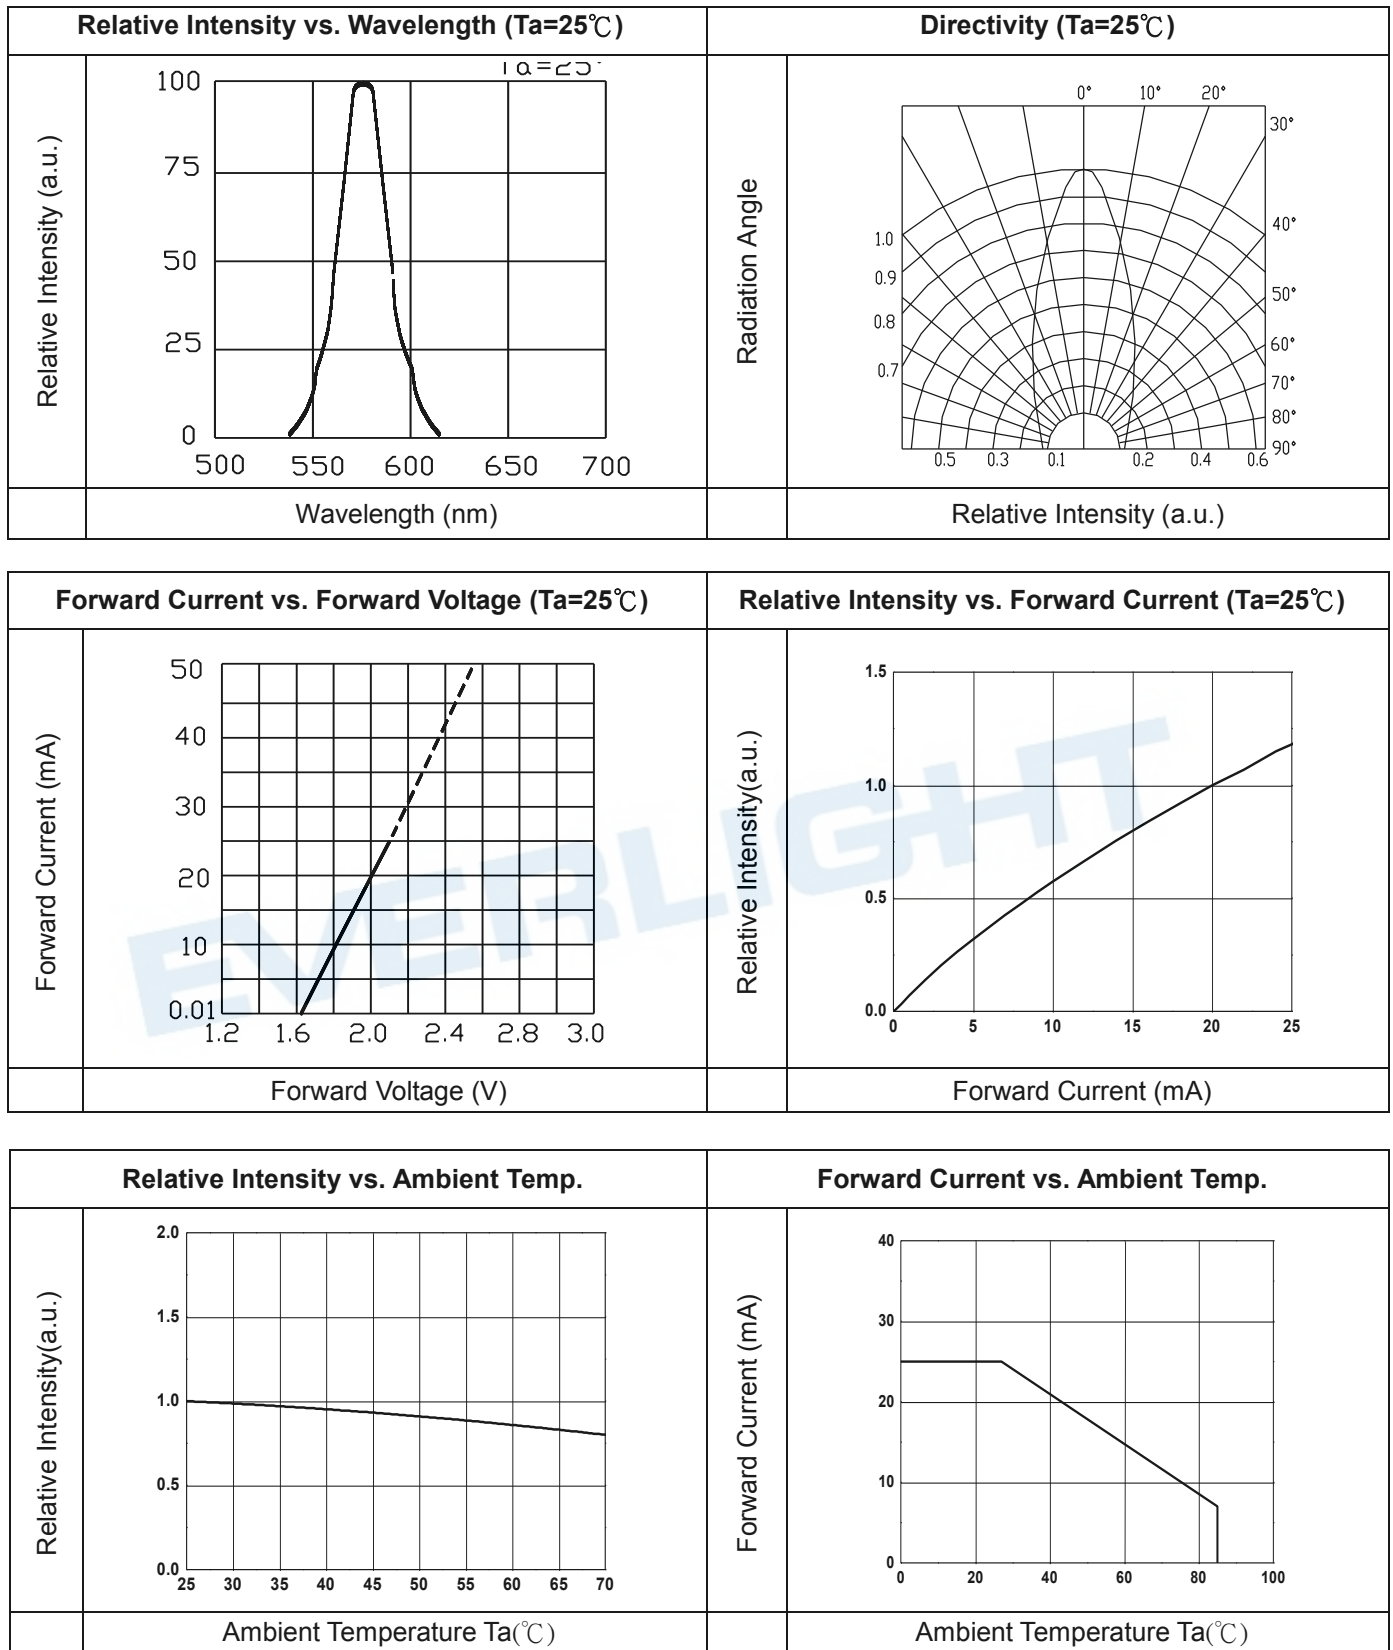 Relative Intensity vs. Wavelength (Ta=25℃)
Directivity (Ta=25℃)
Relative Intensity (a.u.)
Ta=25°
100
75
50
25
0
500 550 600 650 700
Wavelength (nm)
Radiation Angle
0° 10° 20°
30°
40°
50°
60°
70°
80°
90°
1.0
0.9
0.8
0.7
0.5 0.3 0.1 0.2 0.4 0.6
Relative Intensity (a.u.)
Forward Current vs. Forward Voltage (Ta=25℃)
Relative Intensity vs. Forward Current (Ta=25℃)
Forward Current (mA)
50
40
30
20
10
0.01
1.2 1.6 2.0 2.4 2.8 3.0
Forward Voltage (V)
Relative Intensity(a.u.)
1.5
1.0
0.5
0.0
0 5 10 15 20 25
Forward Current (mA)
EVERLIGHT
Relative Intensity vs. Ambient Temp.
Forward Current vs. Ambient Temp.
Relative Intensity(a.u.)
2.0
1.5
1.0
0.5
0.0
25 30 35 40 45 50 55 60 65 70
Ambient Temperature Ta(℃)
Forward Current (mA)
40
30
20
10
0
0 20 40 60 80 100
Ambient Temperature Ta(℃)